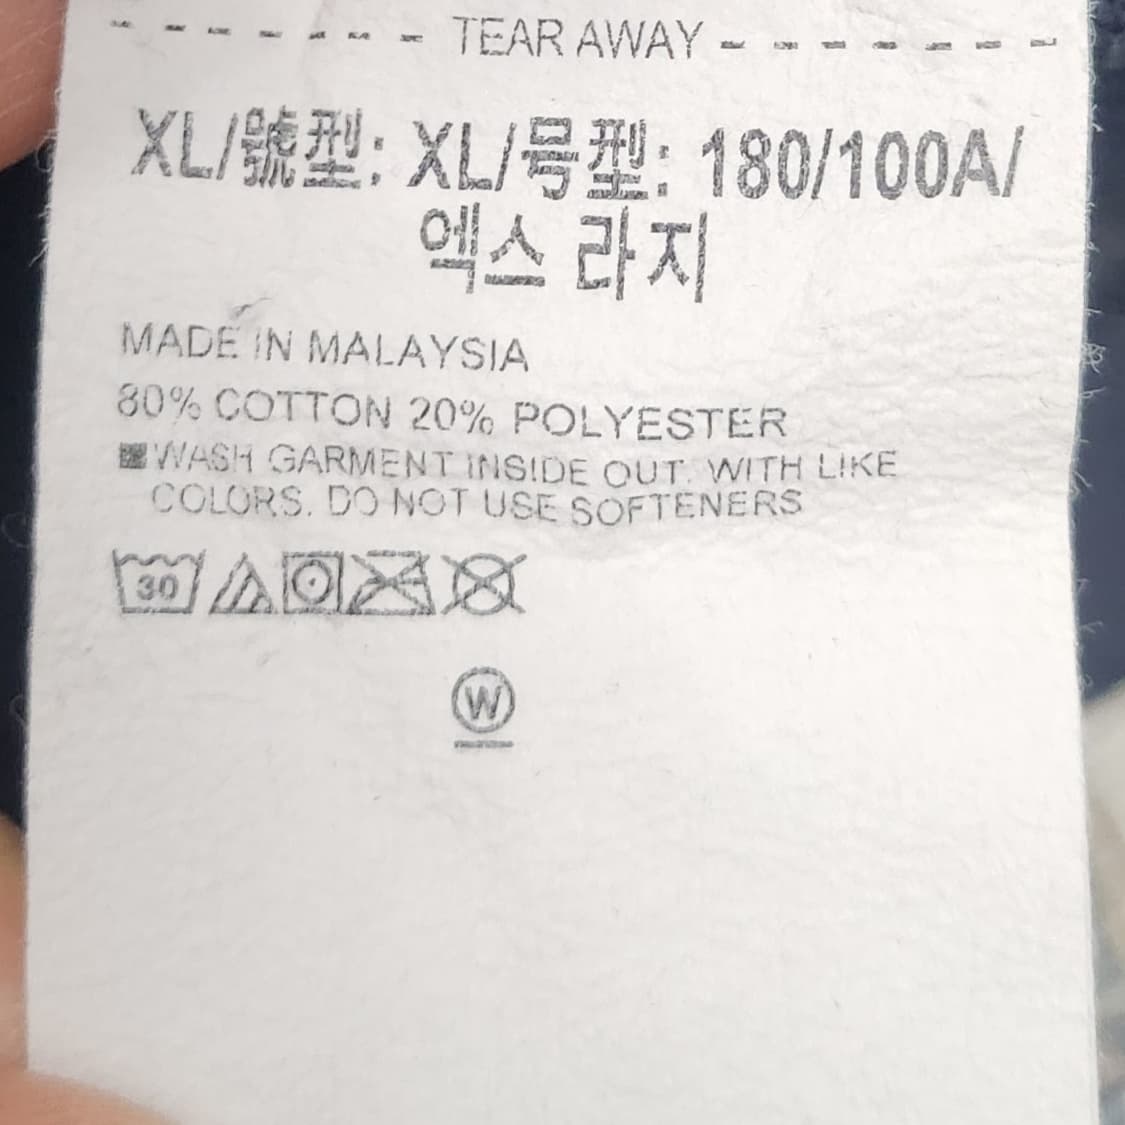 TEAR AWAY
XL/號型: XL/号型: 180/100A/
엑스 라지
MADE IN MALAYSIA
80% COTTON 20% POLYESTER
WASH GARMENT INSIDE OUT. WITH LIKE
COLORS. DO NOT USE SOFTENERS
30
W